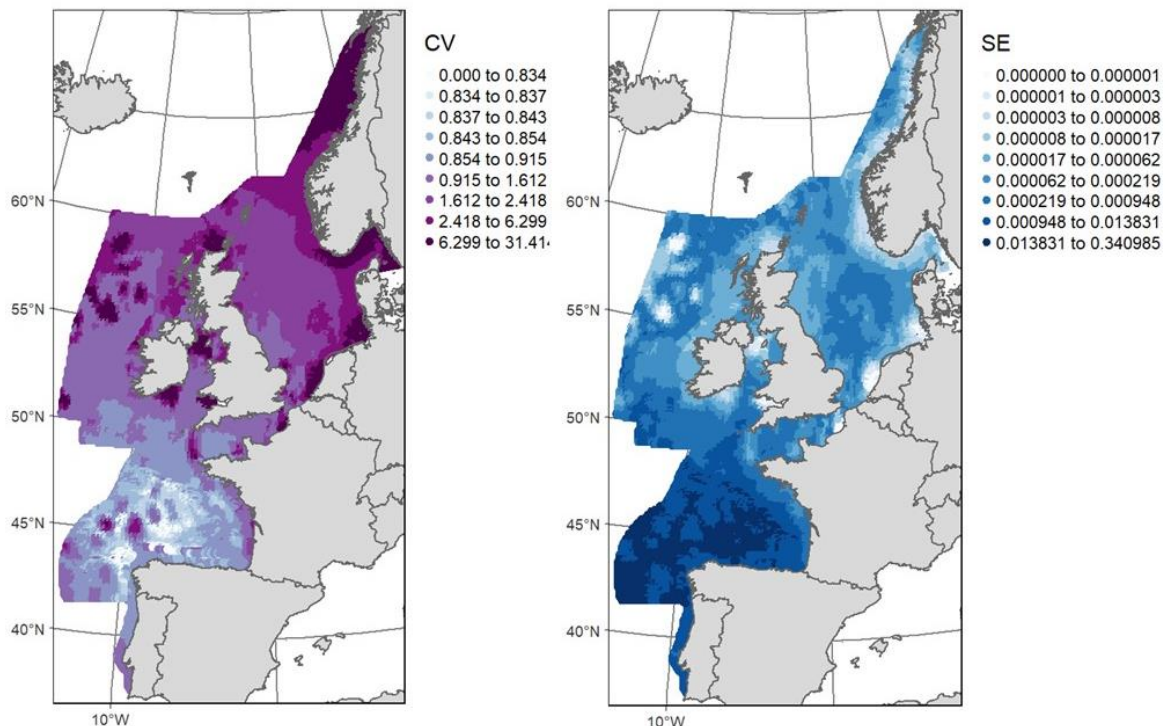 CV
0.000 to 0.834
0.834 to 0.837
0.837 to 0.843
0.843 to 0.854
0.854 to 0.915
0.915 to 1.612
1.612 to 2.418
2.418 to 6.299
6.299 to 31.414
60°N
55°N
50°N
45°N
40°N
10°W
SE
0.000000 to 0.000001
0.000001 to 0.000003
0.000003 to 0.000008
0.000008 to 0.000017
0.000017 to 0.000062
0.000062 to 0.000219
0.000219 to 0.000948
0.000948 to 0.013831
0.013831 to 0.340985
60°N
55°N
50°N
45°N
40°N
10°W